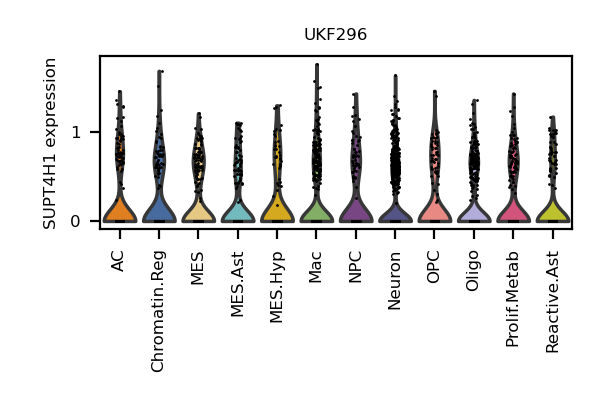 UKF296
SUPT4H1 expression
1
0
AC
Chromatin.Reg
MES
MES.Ast
MES.Hyp
Mac
NPC
Neuron
OPC
Oligo
Prolif.Metab
Reactive.Ast